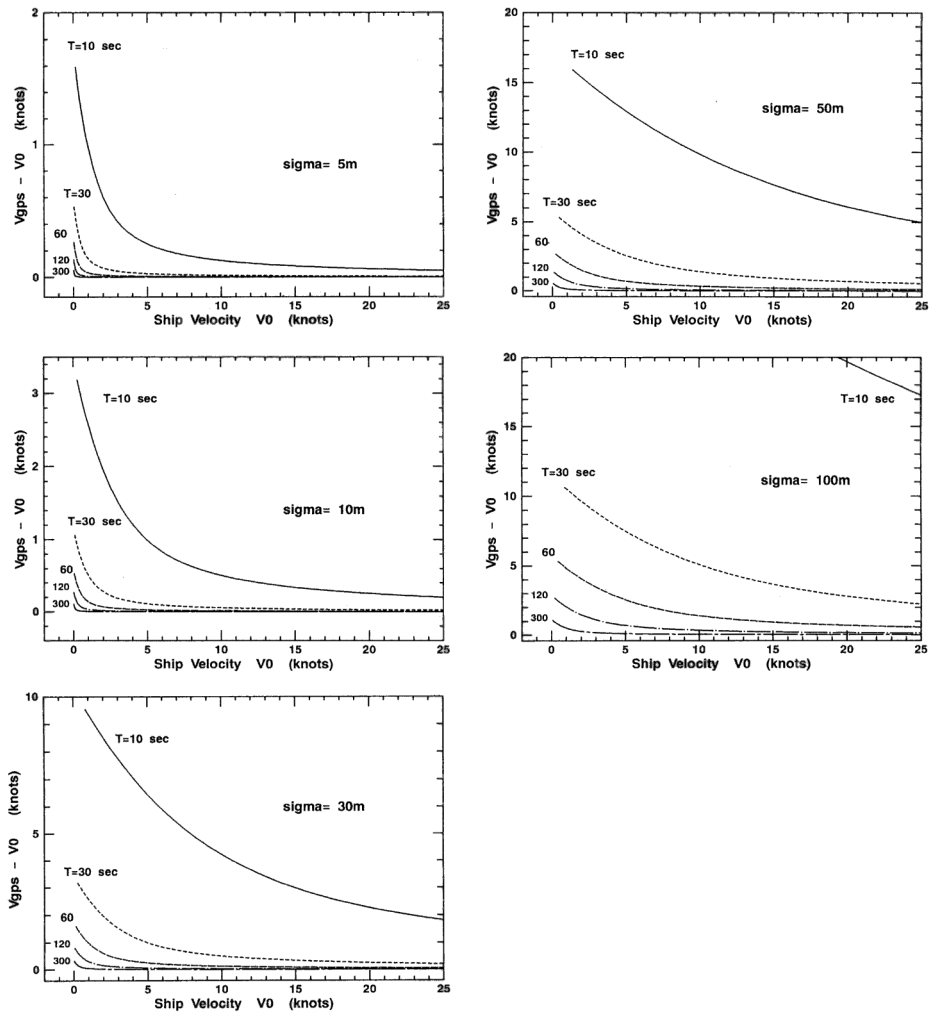 2
1
0
Vgps - V0 (knots)
T=10 sec
T=30
60
120
300
sigma= 5m
0 5 10 15 20 25
Ship Velocity V0 (knots)
20
15
10
5
0
Vgps - V0 (knots)
T=10 sec
T=30 sec
60
120
300
sigma= 50m
0 5 10 15 20 25
Ship Velocity V0 (knots)
3
2
1
0
Vgps - V0 (knots)
T=10 sec
T=30 sec
60
120
300
sigma= 10m
0 5 10 15 20 25
Ship Velocity V0 (knots)
20
15
10
5
0
Vgps - V0 (knots)
T=10 sec
T=30 sec
60
120
300
sigma= 100m
0 5 10 15 20 25
Ship Velocity V0 (knots)
10
5
0
Vgps - V0 (knots)
T=10 sec
T=30 sec
60
120
300
sigma= 30m
0 5 10 15 20 25
Ship Velocity V0 (knots)